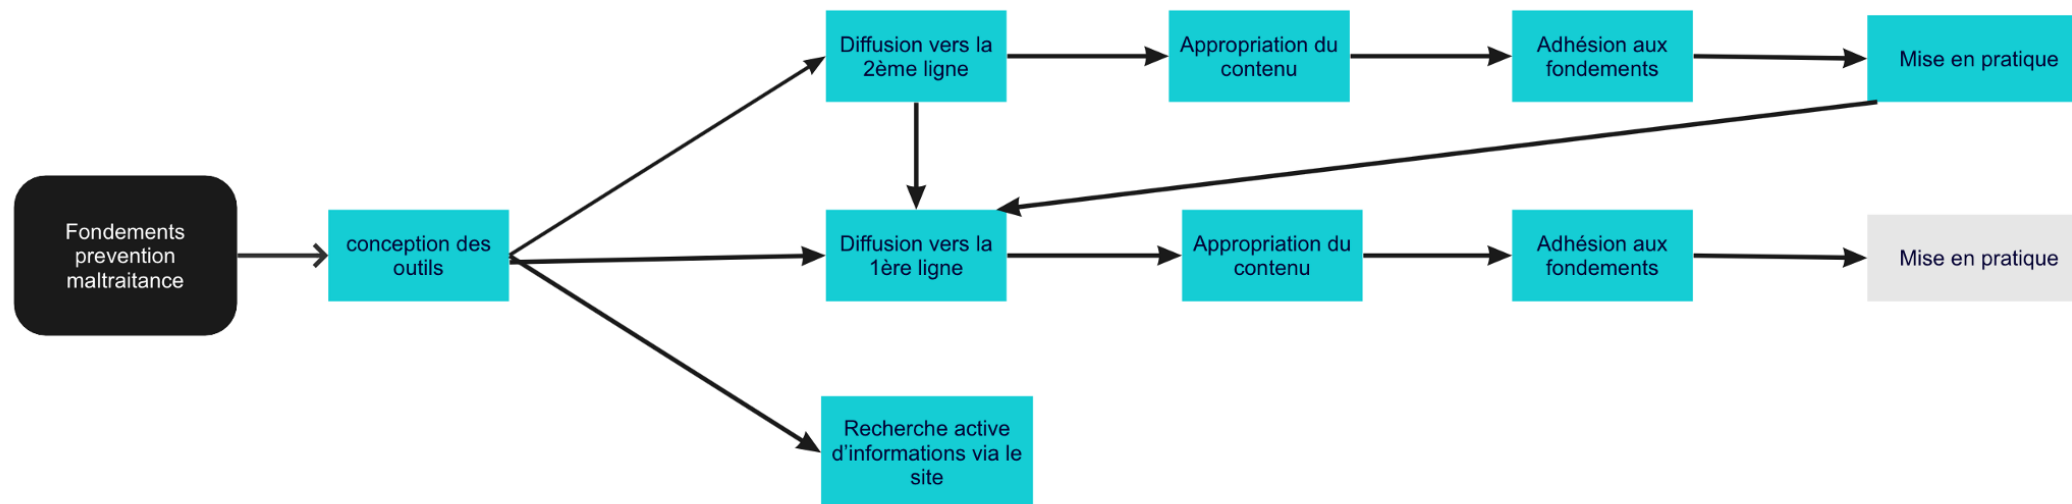 Diffusion vers la
2ème ligne
Appropriation du
contenu
Adhésion aux
fondements
Mise en pratique
Fondements
prevention
maltraitance
conception des
outils
Diffusion vers la
1ère ligne
Appropriation du
contenu
Adhésion aux
fondements
Mise en pratique
Recherche active
d'informations via le
site